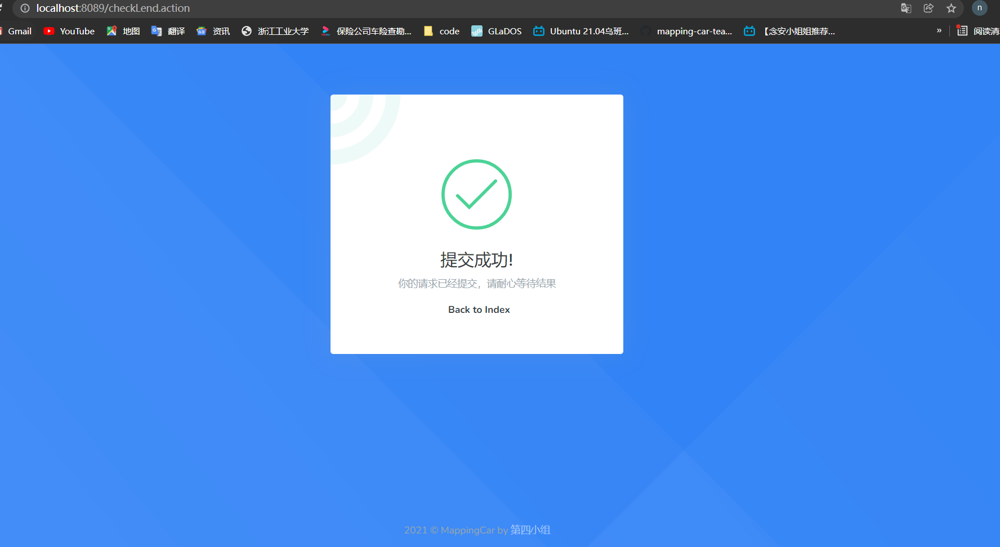 localhost:8089/checkLend.action
n
Gmail YouTube 地图 翻译 资讯 浙江工业大学 保险公司车险查勘... code GLaDOS Ubuntu 21.04乌班... mapping-car-tea... 【念安小姐姐推荐... » 阅读清
提交成功!
你的请求已经提交，请耐心等待结果
Back to Index
2021 © MappingCar by 第四小组